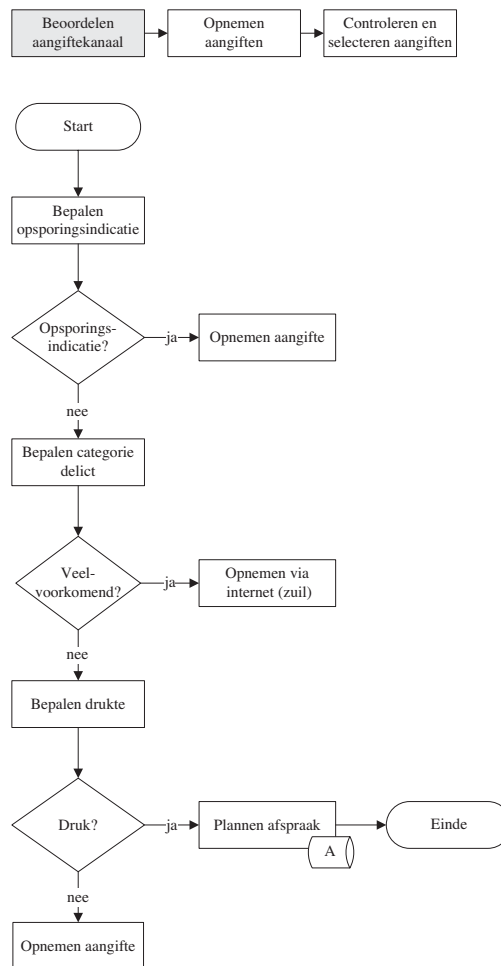 Beoordelen
aangiftekanaal
Opnemen
aangiften
Controleren en
selecteren aangiften
Start
Bepalen
opsporingsindicatie
Opsporings-
indicatie?
ja
Opnemen aangifte
nee
Bepalen categorie
delict
Veel-
voorkomend?
ja
Opnemen via
internet (zuil)
nee
Bepalen drukte
Druk?
ja
Plannen afspraak
A
Einde
nee
Opnemen aangifte